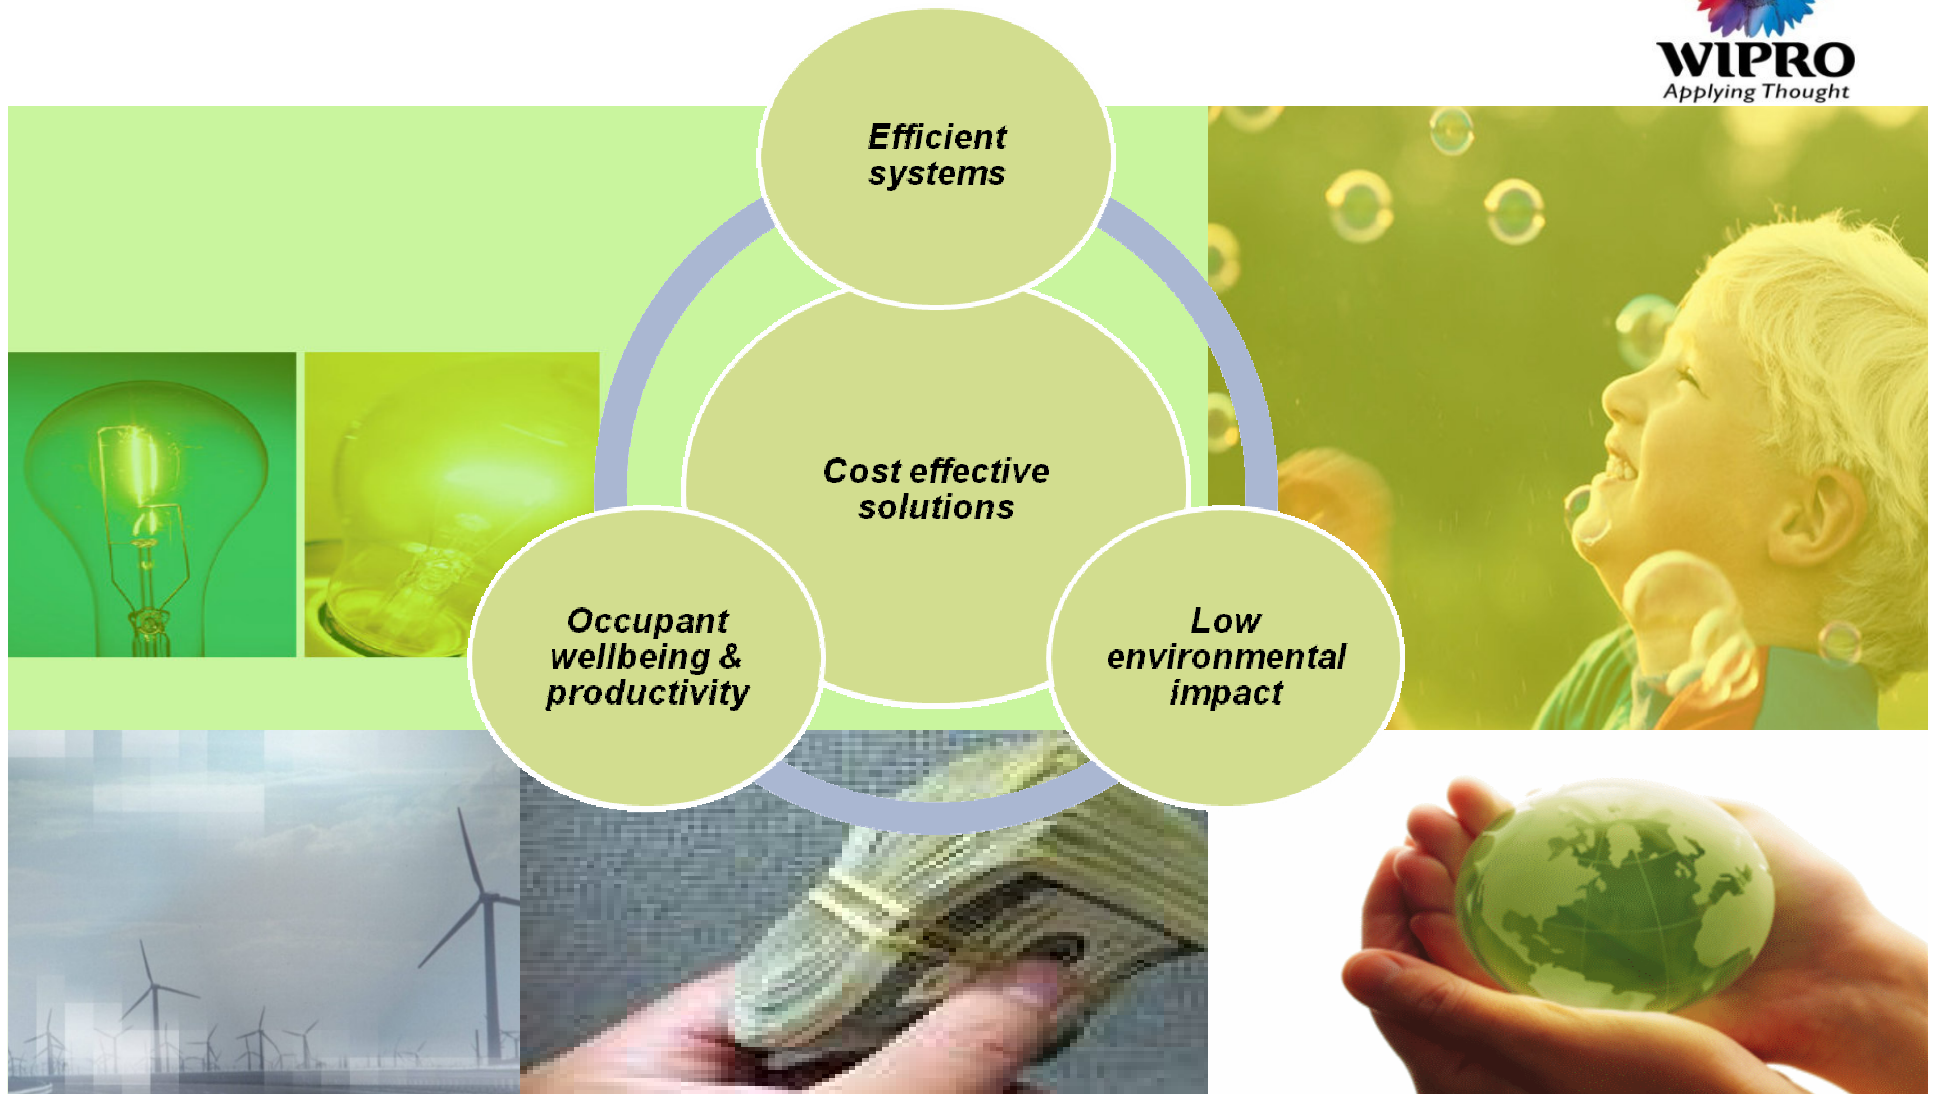 WIPRO
Applying Thought
Efficient
systems
Cost effective
solutions
Occupant
wellbeing &
productivity
Low
environmental
impact